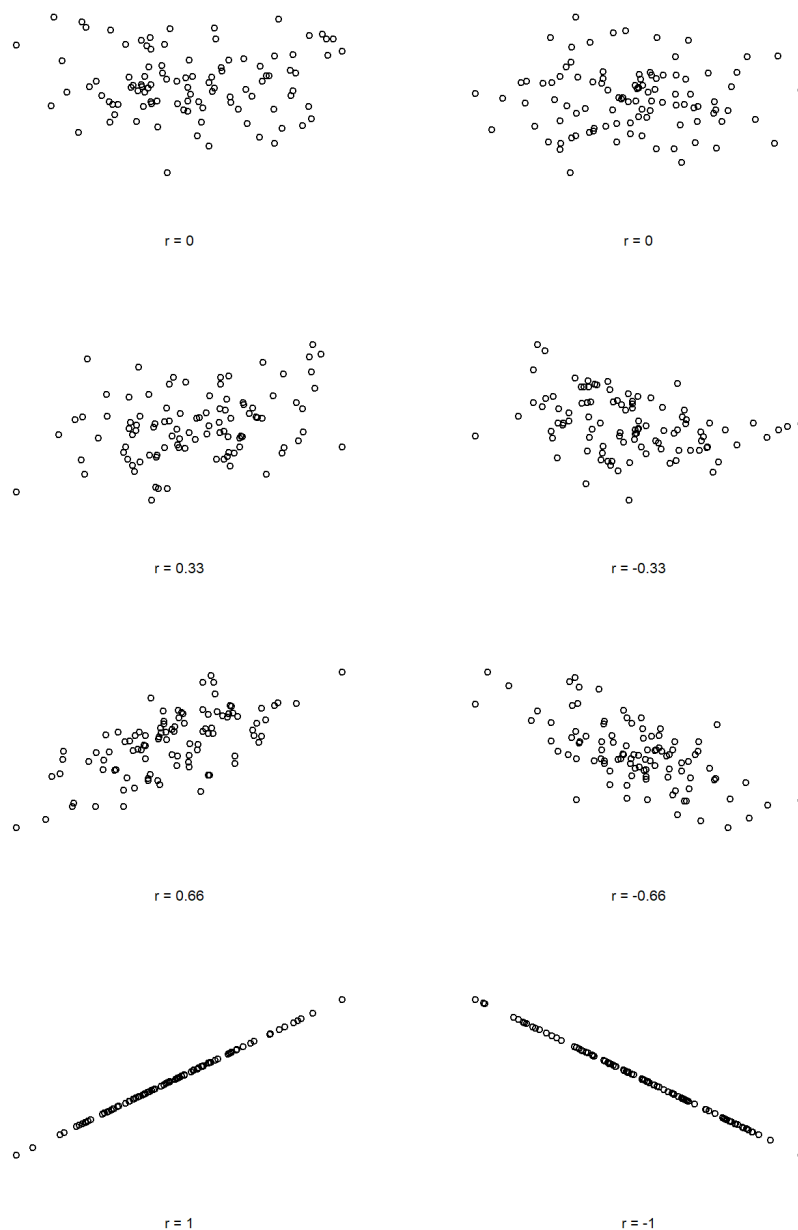 r = 0
r = 0
r = 0.33
r = -0.33
r = 0.66
r = -0.66
r = 1
r = -1